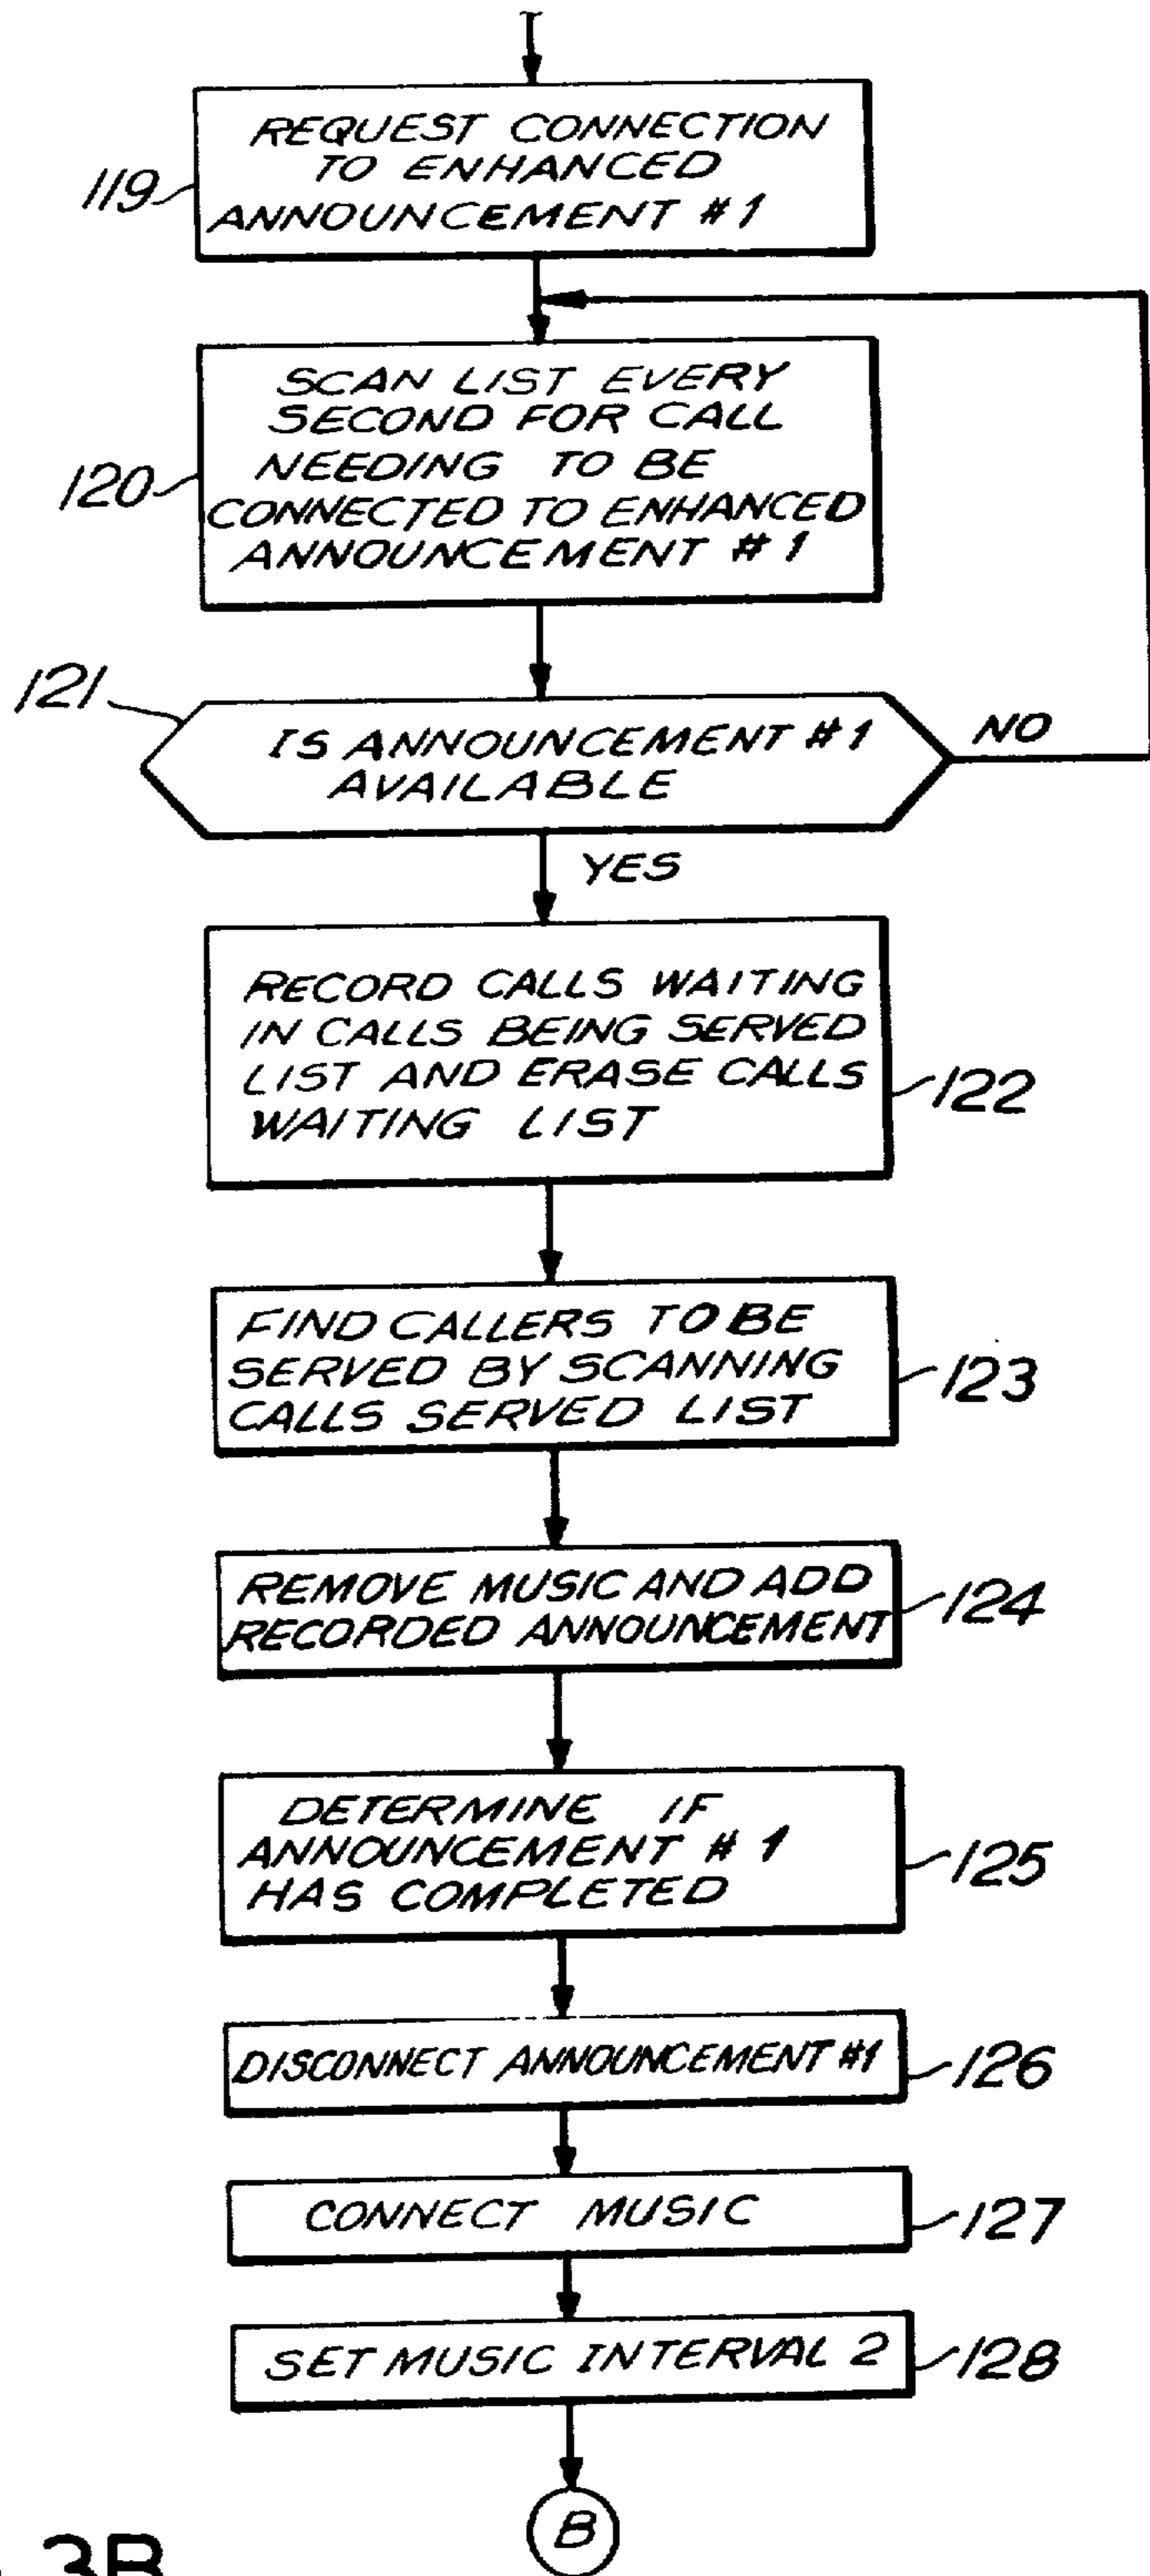 REQUEST CONNECTION
TO ENHANCED
ANNOUNCEMENT #1
119
SCAN LIST EVERY
SECOND FOR CALL
NEEDING TO BE
CONNECTED TO ENHANCED
ANNOUNCEMENT #1
120
121
IS ANNOUNCEMENT #1
AVAILABLE
NO
YES
RECORD CALLS WAITING
IN CALLS BEING SERVED
LIST AND ERASE CALLS
WAITING LIST
122
FIND CALLERS TO BE
SERVED BY SCANNING
CALLS SERVED LIST
123
REMOVE MUSIC AND ADD
RECORDED ANNOUNCEMENT
124
DETERMINE IF
ANNOUNCEMENT #1
HAS COMPLETED
125
DISCONNECT ANNOUNCEMENT #1
126
CONNECT MUSIC
127
SET MUSIC INTERVAL 2
128
B
3B